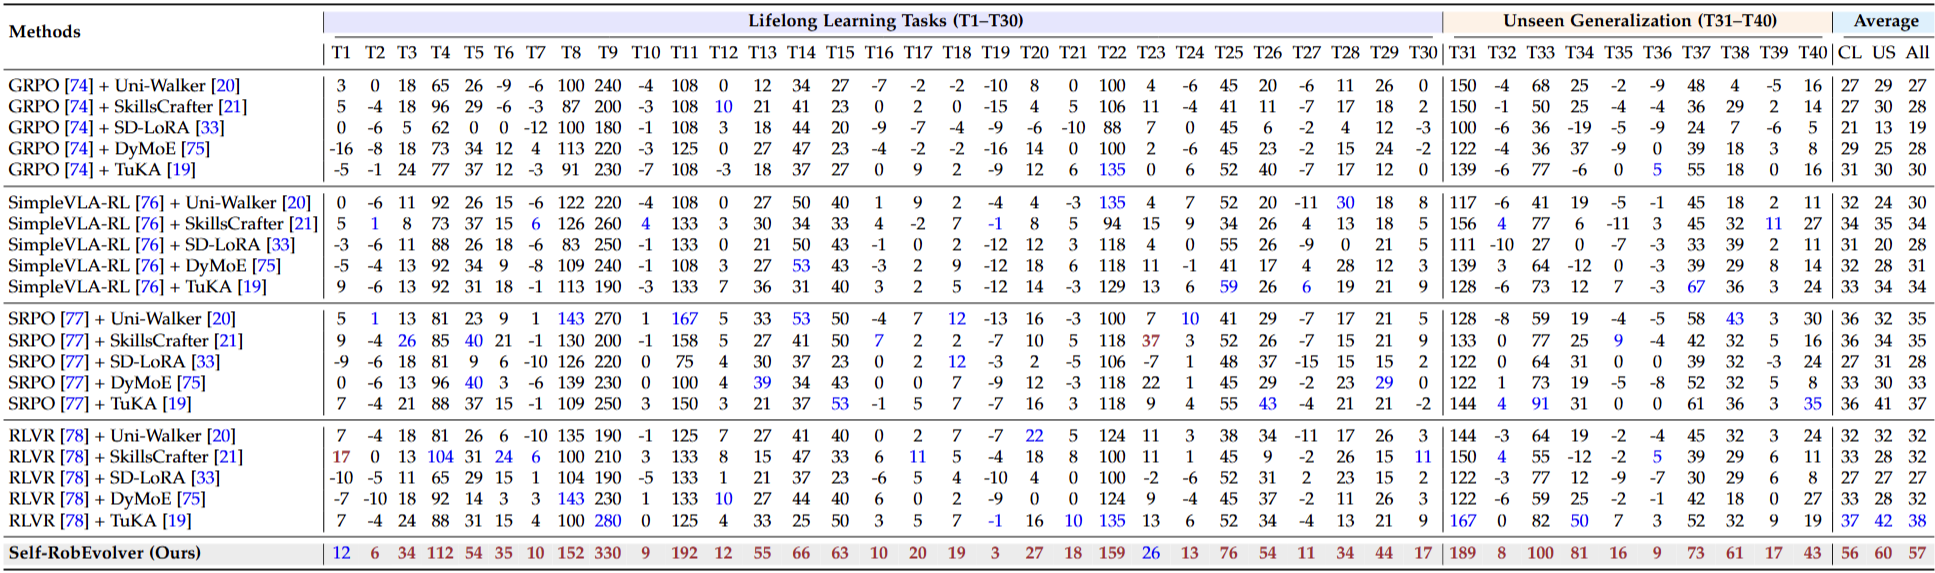 Methods Lifelong Learning Tasks (T1–T30) Unseen Generalization (T31–T40) Average
T1 T2 T3 T4 T5 T6 T7 T8 T9 T10 T11 T12 T13 T14 T15 T16 T17 T18 T19 T20 T21 T22 T23 T24 T25 T26 T27 T28 T29 T30 T31 T32 T33 T34 T35 T36 T37 T38 T39 T40 CL US All
GRPO [74] + Uni-Walker [20] 3 0 18 65 26 -9 -6 100 240 -4 108 0 12 34 27 -7 -2 -2 -10 8 0 100 4 -6 45 20 -6 11 26 0 150 -4 68 25 -2 -9 48 4 -5 16 27 29 27
GRPO [74] + SkillsCrafter [21] 5 -4 18 96 29 -6 -3 87 200 -3 108 10 21 41 23 0 2 0 -15 4 5 106 11 -4 41 11 -7 17 18 2 150 -1 50 25 -4 -4 36 29 2 14 27 30 28
GRPO [74] + SD-LoRA [33] 0 -6 5 62 0 0 -12 100 180 -1 108 3 18 44 20 -9 -7 -4 -9 -6 -10 88 7 0 45 6 -2 4 12 -3 100 -6 36 -19 -5 -9 24 7 -6 5 21 13 19
GRPO [74] + DyMoE [75] -16 -8 18 73 34 12 4 113 220 -3 125 0 27 47 23 -4 -2 -2 -16 14 0 100 2 -6 45 23 -2 15 24 -2 122 -4 36 37 -9 0 39 18 3 8 29 25 28
GRPO [74] + TuKA [19] -5 -1 24 77 37 12 -3 91 230 -7 108 -3 18 37 27 0 9 2 -9 12 6 135 0 6 52 40 -7 17 12 0 139 -6 77 -6 0 5 55 18 0 16 31 30 30
SimpleVLA-RL [76] + Uni-Walker [20] 0 -6 11 92 26 15 -6 122 220 -4 108 0 27 50 40 1 9 2 -4 4 -3 135 4 7 52 20 -11 30 18 8 117 -6 41 19 -5 -1 45 18 2 11 32 24 30
SimpleVLA-RL [76] + SkillsCrafter [21] 5 1 8 73 37 15 6 126 260 4 133 3 30 34 33 4 -2 7 -1 8 5 94 15 9 34 26 4 13 18 5 156 4 77 6 -11 3 45 32 11 27 34 35 34
SimpleVLA-RL [76] + SD-LoRA [33] -3 -6 11 88 26 18 -6 83 250 -1 133 0 21 50 43 -1 0 2 -12 12 3 118 4 0 55 26 -9 0 21 5 111 -10 27 0 -7 -3 33 39 2 11 31 20 28
SimpleVLA-RL [76] + DyMoE [75] -5 -4 13 92 34 9 -8 109 240 -1 108 3 27 53 43 -3 2 9 -12 18 6 118 11 -1 41 17 4 28 12 3 139 3 64 -12 0 -3 39 29 8 14 32 28 31
SimpleVLA-RL [76] + TuKA [19] 9 -6 13 92 31 18 -1 113 190 -3 133 7 36 31 40 3 2 5 -12 14 -3 129 13 6 59 26 6 19 21 9 128 -6 73 12 7 -3 67 36 3 24 33 34 34
SRPO [77] + Uni-Walker [20] 5 1 13 81 23 9 1 143 270 1 167 5 33 53 50 -4 7 12 -13 16 -3 100 7 10 41 29 -7 17 21 5 128 -8 59 19 -4 -5 58 43 3 30 36 32 35
SRPO [77] + SkillsCrafter [21] 9 -4 26 85 40 21 -1 130 200 -1 158 5 27 41 50 7 2 2 -7 10 5 118 37 3 52 26 -7 15 21 9 133 0 77 25 9 -4 42 32 5 16 36 34 35
SRPO [77] + SD-LoRA [33] -9 -6 18 81 9 6 -10 126 220 0 75 4 30 37 23 0 2 12 -3 2 -5 106 -7 1 48 37 -15 15 15 2 122 0 64 31 0 0 39 32 -3 24 27 31 28
SRPO [77] + DyMoE [75] 0 -6 13 96 40 3 -6 139 230 0 100 4 39 34 43 0 0 7 -9 12 -3 118 22 1 45 29 -2 23 29 0 122 1 73 19 -5 -8 52 32 5 8 33 30 33
SRPO [77] + TuKA [19] 7 -4 21 88 37 15 -1 109 250 3 150 3 21 37 53 -1 5 7 -7 16 3 118 9 4 55 43 -4 21 21 -2 144 4 91 31 0 0 61 36 3 35 36 41 37
RLVR [78] + Uni-Walker [20] 7 -4 18 81 26 6 -10 135 190 -1 125 7 27 41 40 0 2 7 -7 22 5 124 11 3 38 34 -11 17 26 3 144 -3 64 19 -2 -4 45 32 3 24 32 32 32
RLVR [78] + SkillsCrafter [21] 17 0 13 104 31 24 6 100 210 3 133 8 15 47 33 6 11 5 -4 18 8 100 11 1 45 9 -2 26 15 11 150 4 55 -12 -2 5 39 29 6 11 33 28 32
RLVR [78] + SD-LoRA [33] -10 -5 11 65 29 15 1 104 190 -5 133 1 21 37 23 -6 5 4 -10 4 0 100 -2 -6 52 31 2 23 15 2 122 -3 77 12 -9 -7 30 29 6 8 27 27 27
RLVR [78] + DyMoE [75] -7 -10 18 92 14 3 3 143 230 1 133 10 27 44 40 6 0 2 -9 0 0 124 9 -4 45 37 -2 11 26 3 122 -6 59 25 -2 -1 42 18 0 27 33 28 32
RLVR [78] + TuKA [19] 7 -4 24 88 31 15 4 100 280 0 125 4 33 25 50 3 5 7 -1 16 10 135 13 6 52 34 -4 13 21 9 167 0 82 50 7 3 52 32 9 19 37 42 38
Self-RobEvolver (Ours) 12 6 34 112 54 35 10 152 330 9 192 12 55 66 63 10 20 19 3 27 18 159 26 13 76 54 11 34 44 17 189 8 100 81 16 9 73 61 17 43 56 60 57